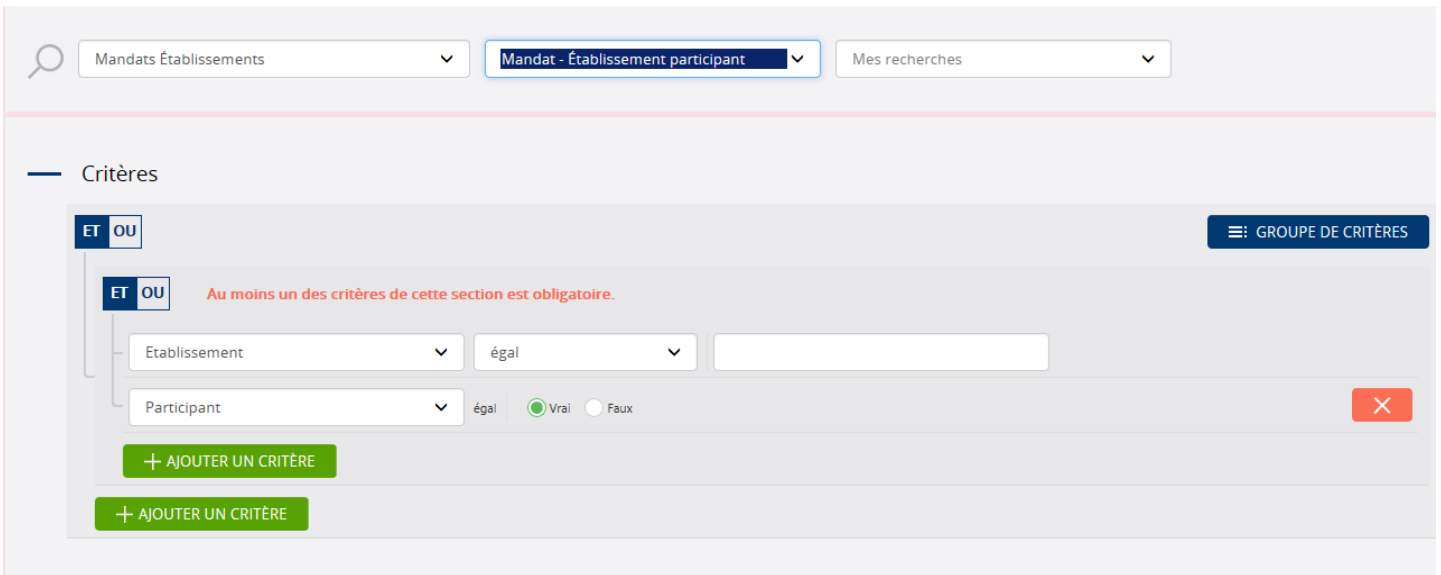 Mandats Établissements
Mandat - Établissement participant
Mes recherches
Critères
ET OU
GROUPE DE CRITÈRES
ET OU
Au moins un des critères de cette section est obligatoire.
Etablissement
égal
Participant
égal
Vrai
Faux
AJOUTER UN CRITÈRE
AJOUTER UN CRITÈRE